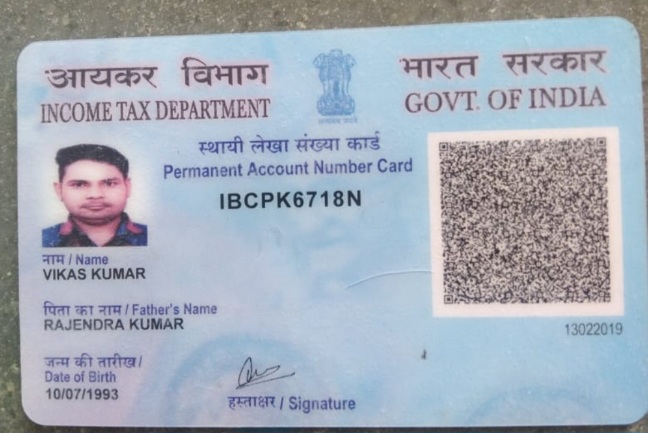 आयकर विभाग
INCOME TAX DEPARTMENT
भारत सरकार
GOVT. OF INDIA
स्थायी लेखा संख्या कार्ड
Permanent Account Number Card
IBCPK6718N
नाम / Name
VIKAS KUMAR
पिता का नाम / Father's Name
RAJENDRA KUMAR
13022019
जन्म की तारीख /
Date of Birth
10/07/1993
हस्ताक्षर / Signature